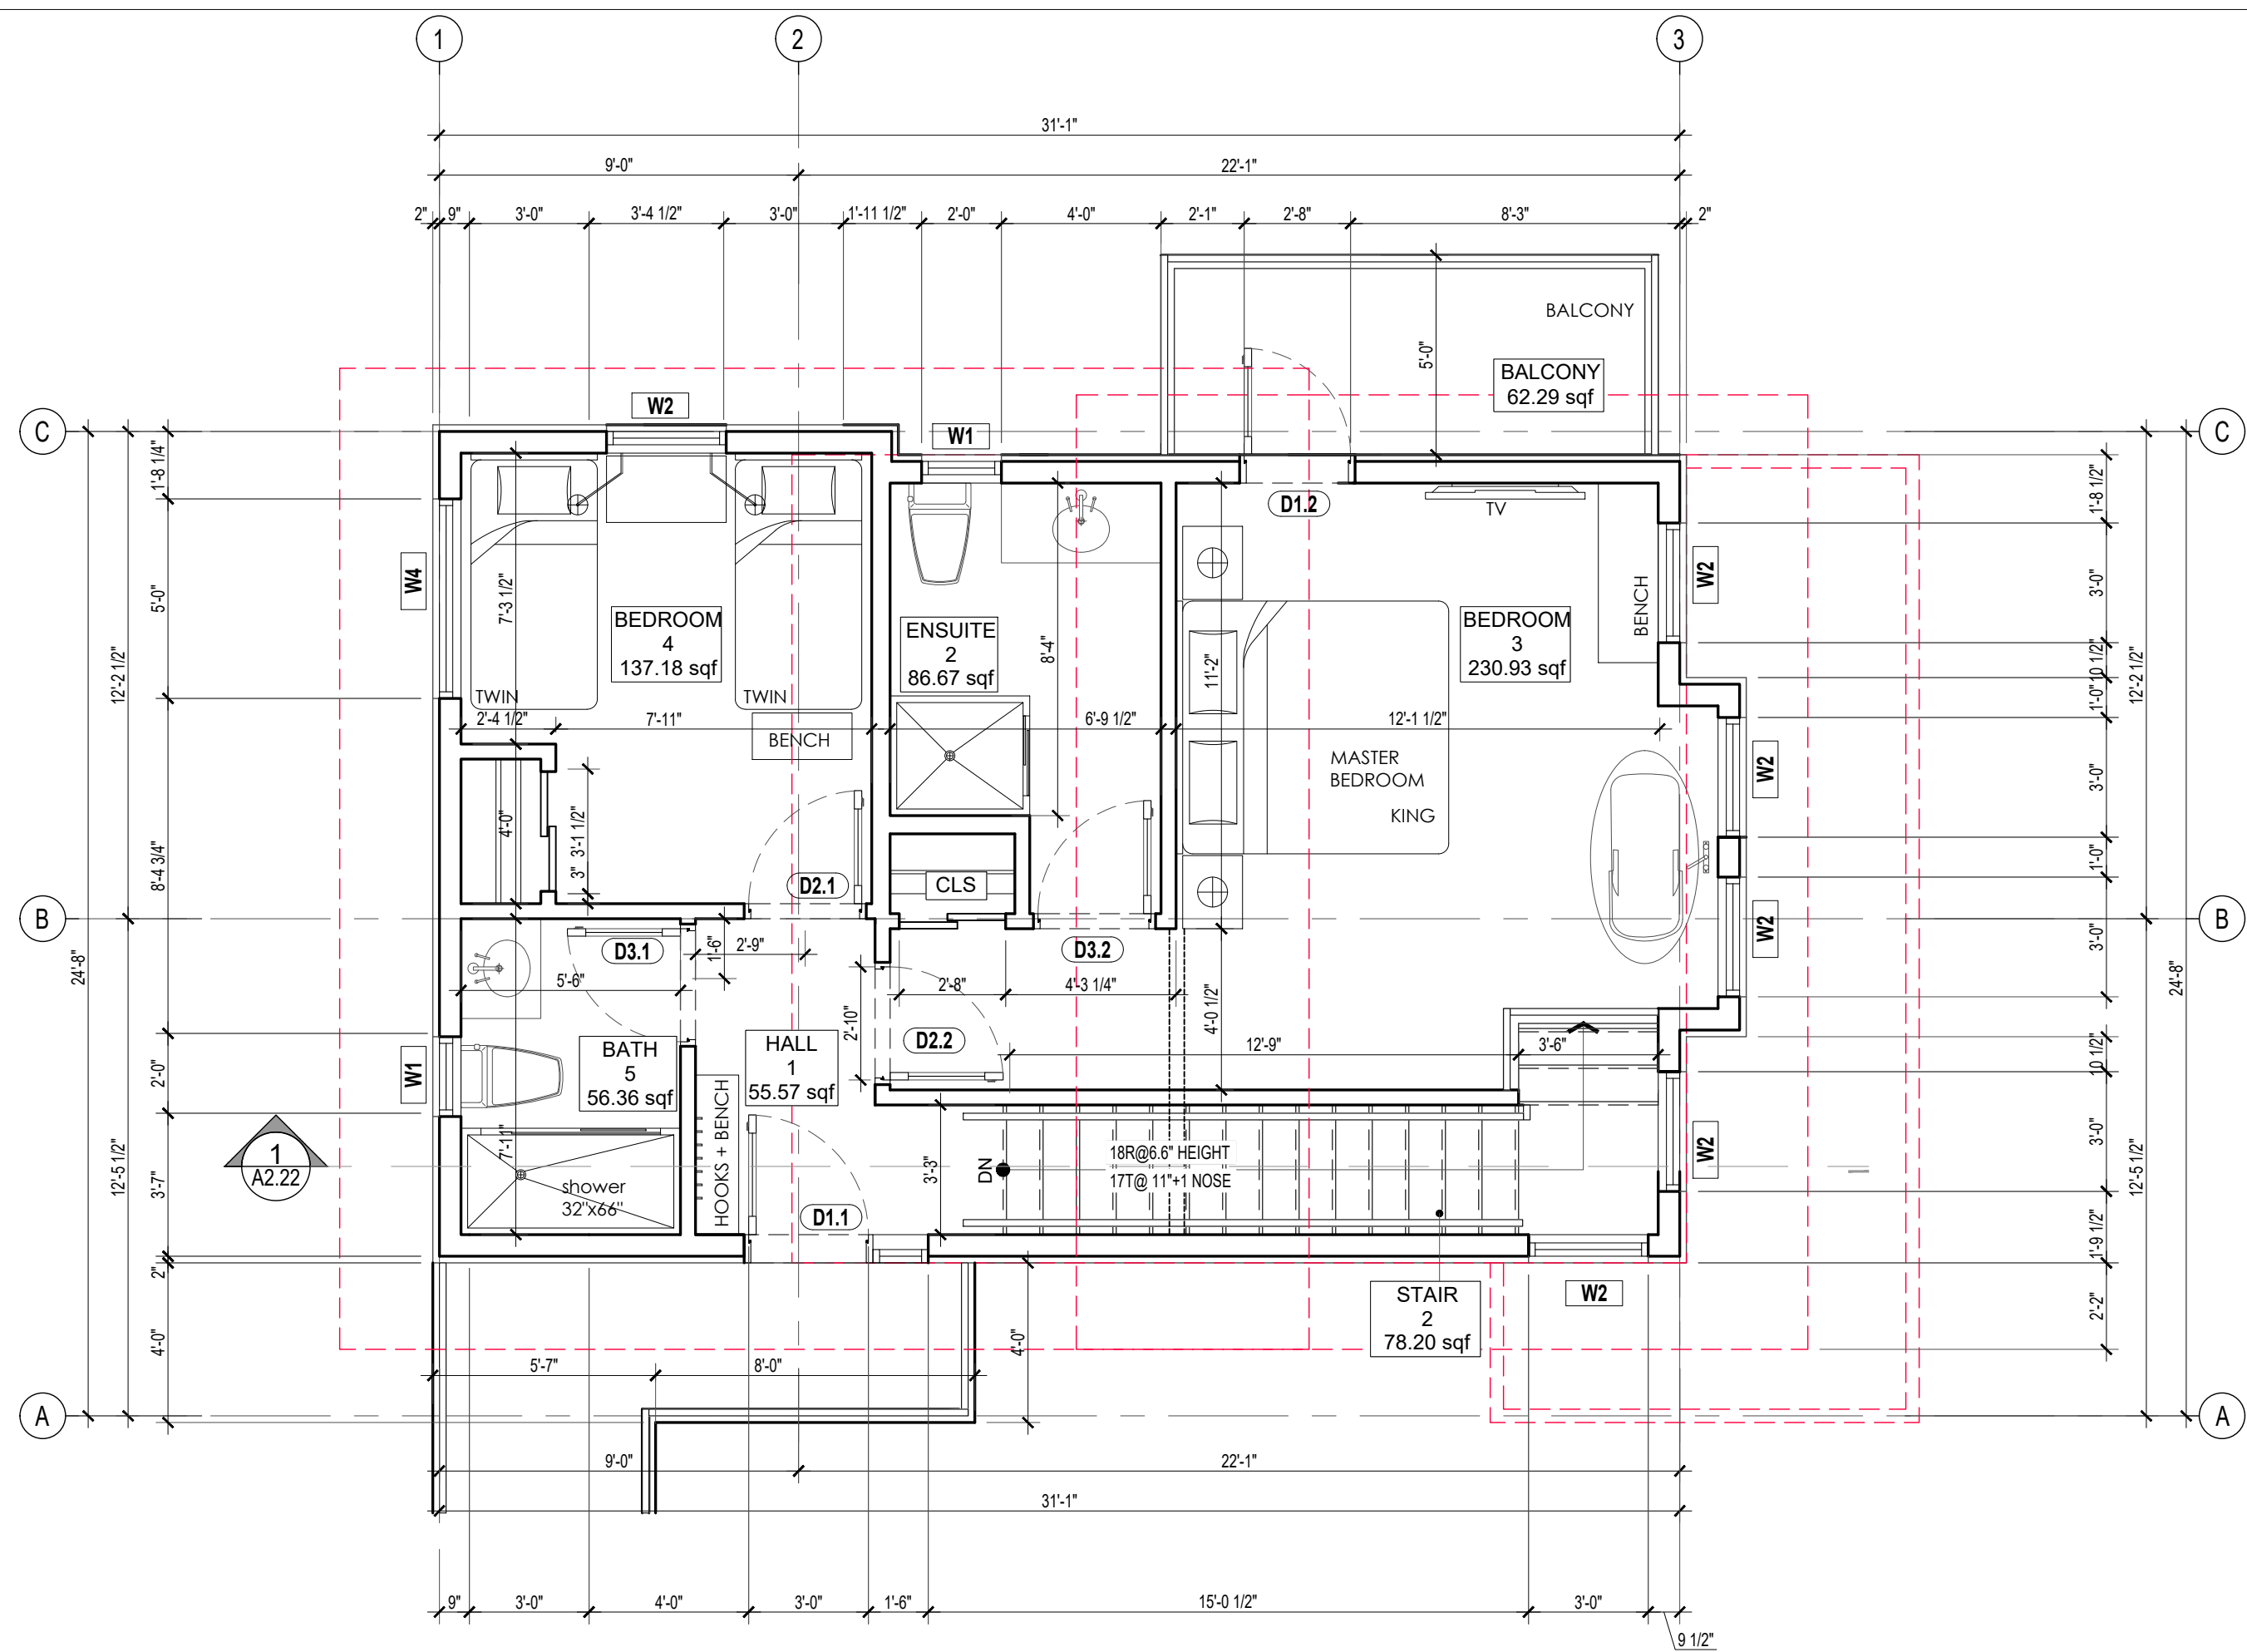 1
2
3
31'-1"
9'-0"
22'-1"
2"
9"
3'-0"
3'-4 1/2"
3'-0"
1'-11 1/2"
2'-0"
4'-0"
2'-1"
2'-8"
8'-3"
2"
BALCONY
5'-0"
BALCONY
62.29 sqf
W2
W1
C
C
1'-8 1/4"
1'-8 1/2"
D1.2
TV
W4
5'-0"
7'-3 1/2"
BEDROOM
4
137.18 sqf
ENSUITE
2
86.67 sqf
8'-4"
11'-2"
BEDROOM
3
230.93 sqf
BENCH
W2
3'-0"
12'-2 1/2"
12'-2 1/2"
10 1/2"
1'-0"
TWIN
TWIN
2'-4 1/2"
7'-11"
6'-9 1/2"
12'-1 1/2"
BENCH
MASTER
BEDROOM
KING
W2
3'-0"
4'-0"
3'-1 1/2"
3"
8'-4 3/4"
1'-0"
D2.1
CLS
B
B
W2
3'-0"
D3.1
1'-6"
2'-9"
D3.2
24'-8"
24'-8"
5'-6"
2'-8"
4'-3 1/4"
4'-0 1/2"
2'-10"
D2.2
12'-9"
3'-6"
10 1/2"
W1
2'-0"
BATH
5
56.36 sqf
HALL
1
55.57 sqf
1
A2.22
12'-5 1/2"
3'-7"
7'-11"
HOOKS + BENCH
shower
32"x66"
D1.1
3'-3"
DN
18R@6.6" HEIGHT
17T@ 11"+1 NOSE
W2
3'-0"
12'-5 1/2"
1'-9 1/2"
2"
4'-0"
4'-0"
STAIR
2
78.20 sqf
W2
2'-2"
5'-7"
8'-0"
A
A
9'-0"
22'-1"
31'-1"
9"
3'-0"
4'-0"
3'-0"
1'-6"
15'-0 1/2"
3'-0"
9 1/2"